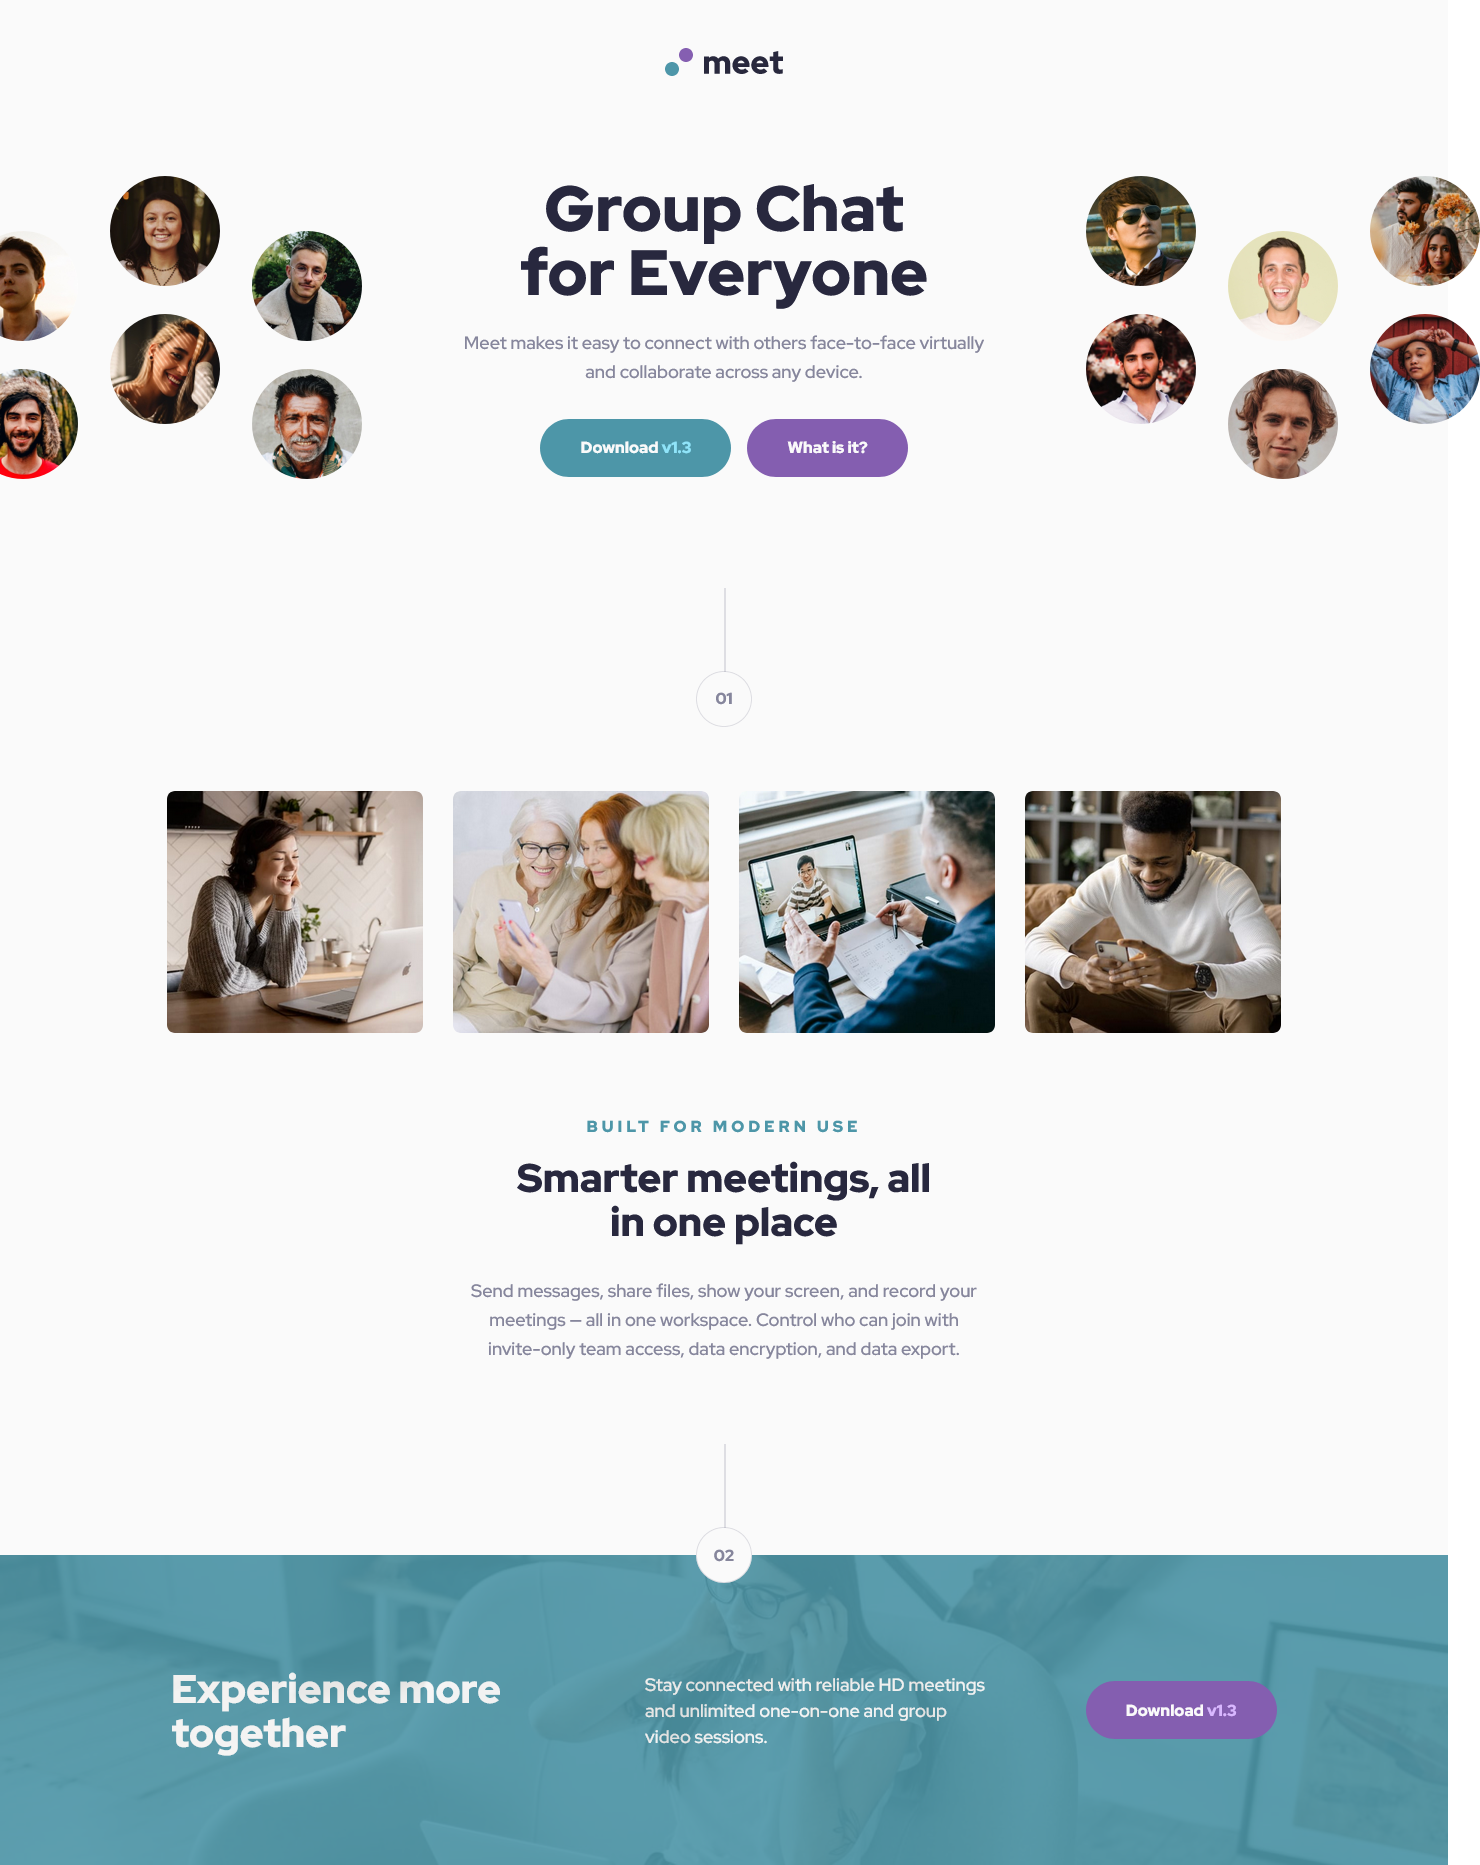 meet
Group Chat
for Everyone
Meet makes it easy to connect with others face-to-face virtually
and collaborate across any device.
Download v1.3
What is it?
01
BUILT FOR MODERN USE
Smarter meetings, all
in one place
Send messages, share files, show your screen, and record your
meetings — all in one workspace. Control who can join with
invite-only team access, data encryption, and data export.
02
Experience more
together
Stay connected with reliable HD meetings
and unlimited one-on-one and group
video sessions.
Download v1.3